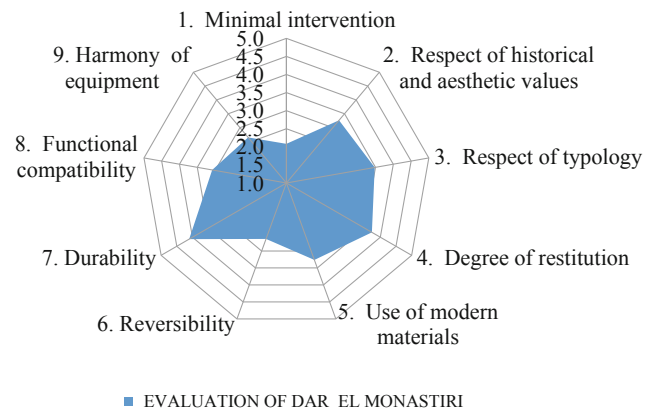 1. Minimal intervention
2. Respect of historical
and aesthetic values
3. Respect of typology
4. Degree of restitution
5. Use of modern
materials
6. Reversibility
7. Durability
8. Functional
compatibility
9. Harmony of
equipment
5.0
4.5
4.0
3.5
3.0
2.5
2.0
1.5
1.0
EVALUATION OF DAR EL MONASTIRI